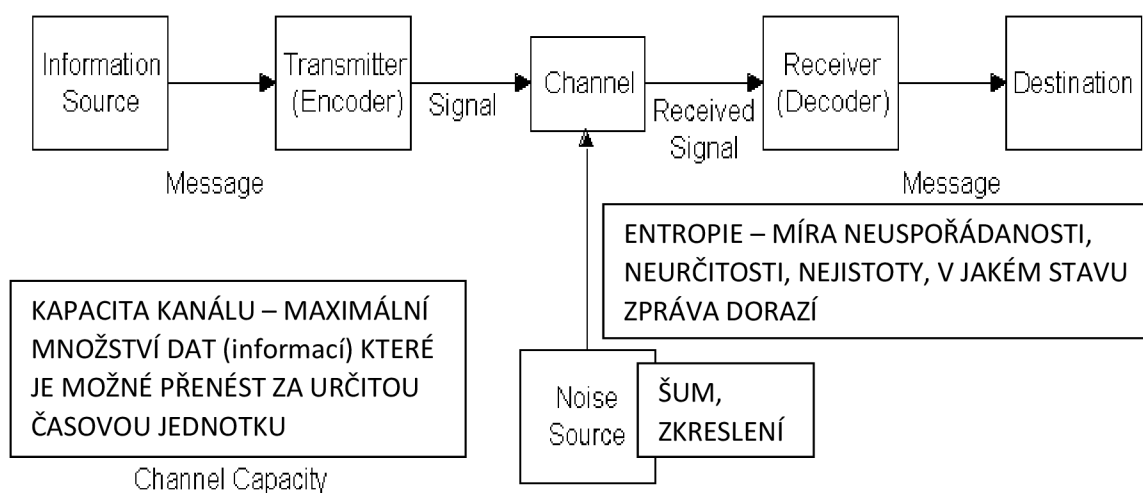 Information
Source
Transmitter
(Encoder)
Signal
Channel
Received
Signal
Receiver
(Decoder)
Destination
Message
Message
ENTROPIE – MÍRA NEUSPOŘÁDANOSTI,
NEURČITOSTI, NEJISTOTY, V JAKÉM STAVU
ZPRÁVA DORAZÍ
KAPACITA KANÁLU – MAXIMÁLNÍ
MNOŽSTVÍ DAT (informací) KTERÉ
JE MOŽNÉ PŘENÉST ZA URČITOU
ČASOVOU JEDNOTKU
Noise
Source
ŠUM,
ZKRESLENÍ
Channel Capacity